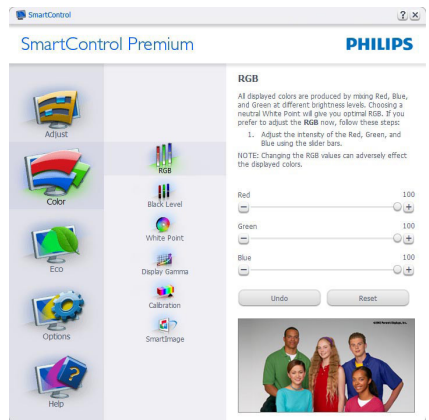 SmartControl
SmartControl Premium
PHILIPS
Adjust
Color
Eco
Options
Help
RGB
Black Level
White Point
Display Gamma
Calibration
SmartImage
RGB
All displayed colors are produced by mixing Red, Blue,
and Green at different brightness levels. Choosing a
neutral White Point will give you optimal RGB. If you
prefer to adjust the RGB now, follow these steps:
1. Adjust the intensity of the Red, Green, and
Blue using the slider bars.
NOTE: Changing the RGB values can adversely effect
the displayed colors.
Red 100
Green 100
Blue 100
Undo Reset